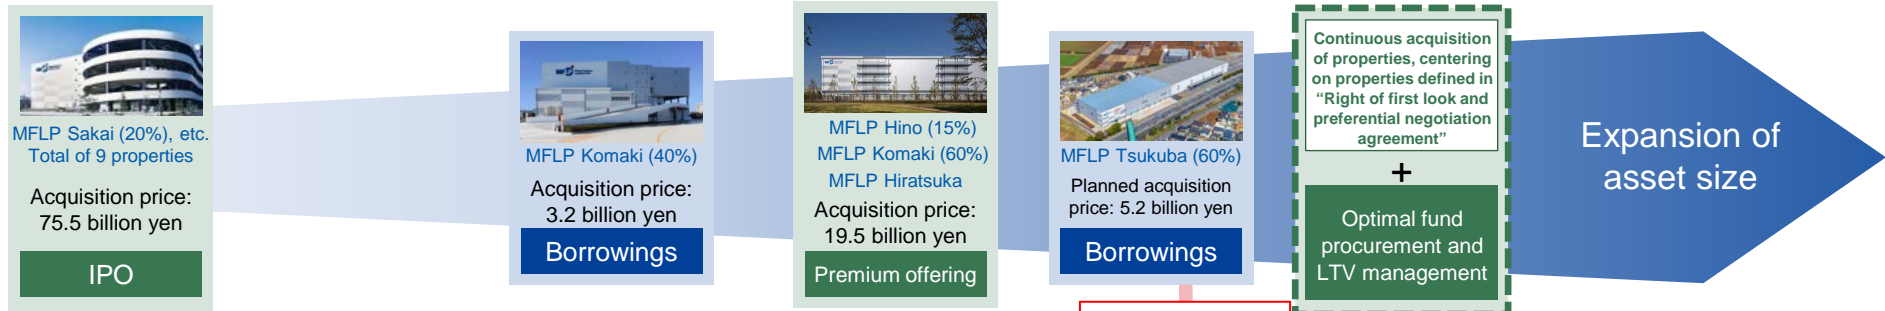 MFLP Sakai (20%), etc.
Total of 9 properties
Acquisition price:
75.5 billion yen
IPO
MFLP Komaki (40%)
Acquisition price:
3.2 billion yen
Borrowings
MFLP Hino (15%)
MFLP Komaki (60%)
MFLP Hiratsuka
Acquisition price:
19.5 billion yen
Premium offering
MFLP Tsukuba (60%)
Planned acquisition
price: 5.2 billion yen
Borrowings
Continuous acquisition
of properties, centering
on properties defined in
“Right of first look and
preferential negotiation
agreement”
+
Optimal fund
procurement and
LTV management
Expansion of
asset size